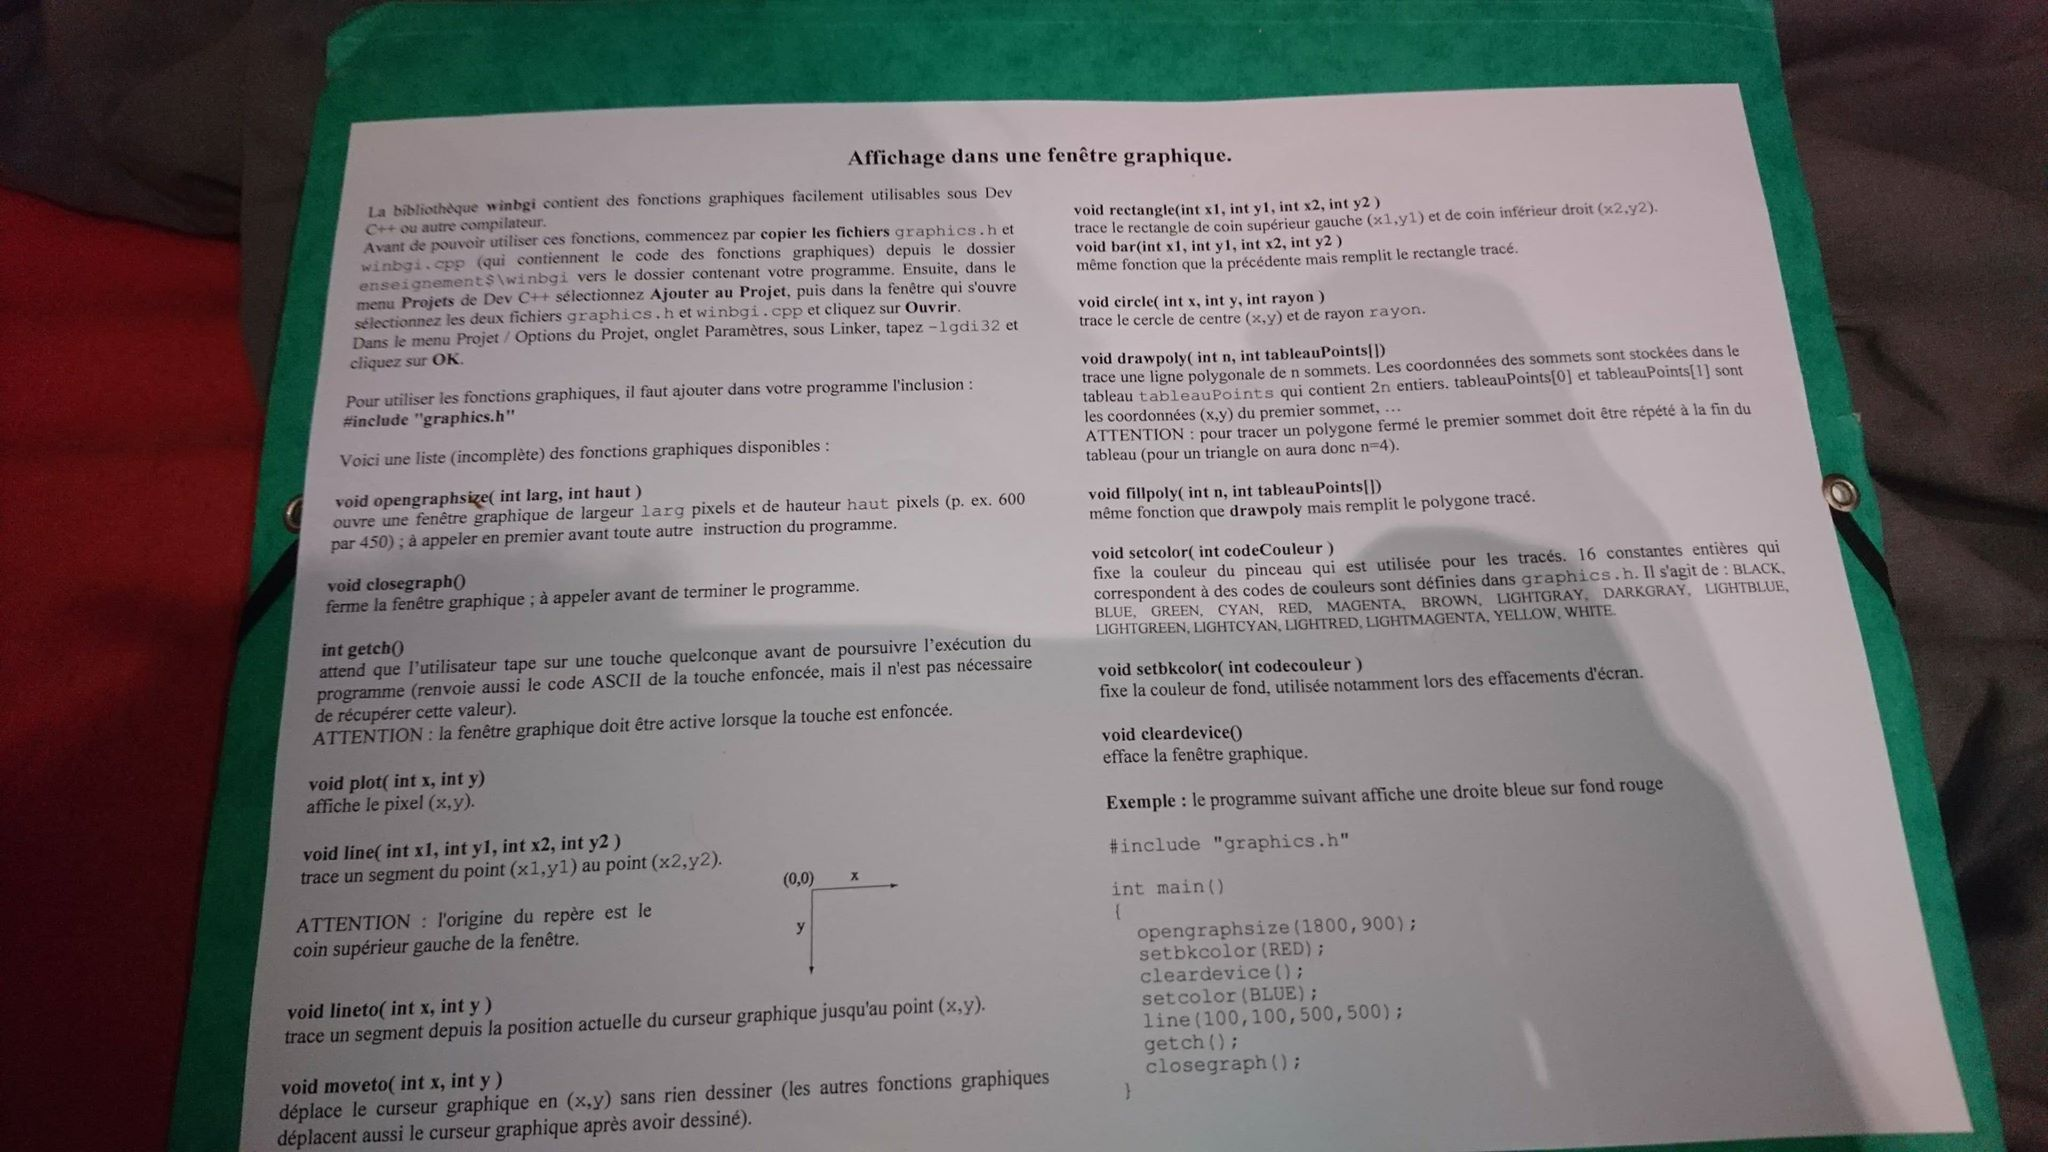 Affichage dans une fenêtre graphique.
La bibliothèque winbgi contient des fonctions graphiques facilement utilisables sous Dev
C++ ou autre compilateur.
Avant de pouvoir utiliser ces fonctions, commencez par copier les fichiers graphics.h et
winbgi.cpp (qui contiennent le code des fonctions graphiques) depuis le dossier
enseignement$\winbgi vers le dossier contenant votre programme. Ensuite, dans le
menu Projets de Dev C++ sélectionnez Ajouter au Projet, puis dans la fenêtre qui s'ouvre
sélectionnez les deux fichiers graphics.h et winbgi.cpp et cliquez sur Ouvrir.
Dans le menu Projet / Options du Projet, onglet Paramètres, sous Linker, tapez -lgdi32 et
cliquez sur OK.
Pour utiliser les fonctions graphiques, il faut ajouter dans votre programme l'inclusion :
#include "graphics.h"
Voici une liste (incomplète) des fonctions graphiques disponibles :
void opengraphsize( int larg, int haut )
ouvre une fenêtre graphique de largeur larg pixels et de hauteur haut pixels (p. ex. 600
par 450) ; à appeler en premier avant toute autre instruction du programme.
void closegraph()
ferme la fenêtre graphique ; à appeler avant de terminer le programme.
int getch()
attend que l'utilisateur tape sur une touche quelconque avant de poursuivre l'exécution du
programme (renvoie aussi le code ASCII de la touche enfoncée, mais il n'est pas nécessaire
de récupérer cette valeur).
ATTENTION : la fenêtre graphique doit être active lorsque la touche est enfoncée.
void plot( int x, int y)
affiche le pixel (x,y).
void line( int x1, int y1, int x2, int y2 )
trace un segment du point (x1,y1) au point (x2,y2).
ATTENTION : l'origine du repère est le
coin supérieur gauche de la fenêtre.
(0,0) x
y
void lineto( int x, int y )
trace un segment depuis la position actuelle du curseur graphique jusqu'au point (x,y).
void moveto( int x, int y )
déplace le curseur graphique en (x,y) sans rien dessiner (les autres fonctions graphiques
déplacent aussi le curseur graphique après avoir dessiné).
void rectangle(int x1, int y1, int x2, int y2 )
trace le rectangle de coin supérieur gauche (x1,y1) et de coin inférieur droit (x2,y2).
void bar(int x1, int y1, int x2, int y2 )
même fonction que la précédente mais remplit le rectangle tracé.
void circle( int x, int y, int rayon )
trace le cercle de centre (x,y) et de rayon rayon.
void drawpoly( int n, int tableauPoints[])
trace une ligne polygonale de n sommets. Les coordonnées des sommets sont stockées dans le
tableau tableauPoints qui contient 2n entiers. tableauPoints[0] et tableauPoints[1] sont
les coordonnées (x,y) du premier sommet, ...
ATTENTION : pour tracer un polygone fermé le premier sommet doit être répété à la fin du
tableau (pour un triangle on aura donc n=4).
void fillpoly( int n, int tableauPoints[])
même fonction que drawpoly mais remplit le polygone tracé.
void setcolor( int codeCouleur )
fixe la couleur du pinceau qui est utilisée pour les tracés. 16 constantes entières qui
correspondent à des codes de couleurs sont définies dans graphics.h. Il s'agit de : BLACK,
BLUE, GREEN, CYAN, RED, MAGENTA, BROWN, LIGHTGRAY, DARKGRAY, LIGHTBLUE,
LIGHTGREEN, LIGHTCYAN, LIGHTRED, LIGHTMAGENTA, YELLOW, WHITE.
void setbkcolor( int codecouleur )
fixe la couleur de fond, utilisée notamment lors des effacements d'écran.
void cleardevice()
efface la fenêtre graphique.
Exemple : le programme suivant affiche une droite bleue sur fond rouge
#include "graphics.h"
int main()
{
opengraphsize(1800,900);
setbkcolor(RED);
cleardevice();
setcolor(BLUE);
line(100,100,500,500);
getch();
closegraph();
}